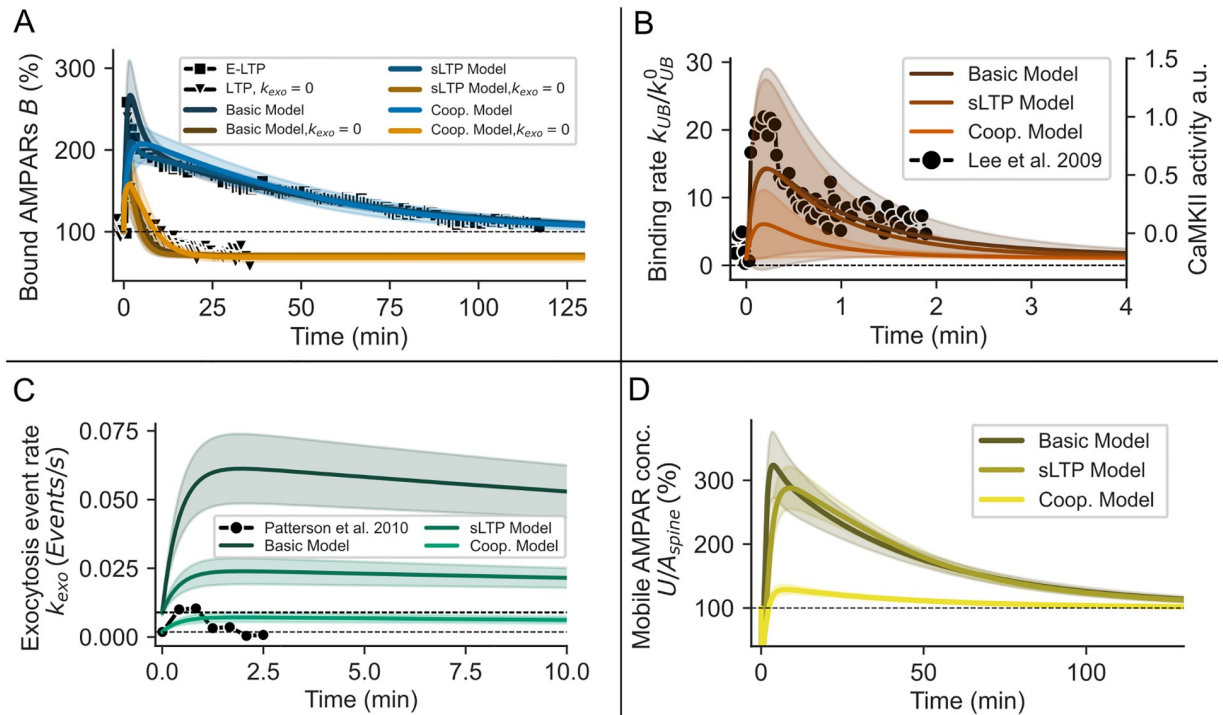 A
Bound AMPARs B (%)
300
200
100
E-LTP
LTP, k_exo = 0
Basic Model
Basic Model, k_exo = 0
sLTP Model
sLTP Model, k_exo = 0
Coop. Model
Coop. Model, k_exo = 0
0 25 50 75 100 125
Time (min)
B
Binding rate k_UB/k_UB^0
30
20
10
0
Basic Model
sLTP Model
Coop. Model
Lee et al. 2009
1.5
1.0
0.5
0.0
CaMKII activity a.u.
0 1 2 3 4
Time (min)
C
Exocytosis event rate
k_exo (Events/s)
0.075
0.050
0.025
0.000
Patterson et al. 2010
Basic Model
sLTP Model
Coop. Model
0.0 2.5 5.0 7.5 10.0
Time (min)
D
Mobile AMPAR conc.
U/A_spine (%)
300
200
100
Basic Model
sLTP Model
Coop. Model
0 50 100
Time (min)